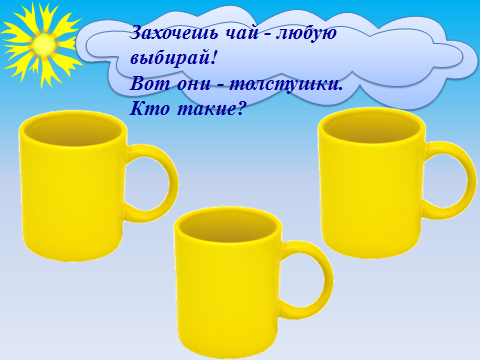 Захочешь чай - любую
выбирай!
Вот они - толстушки.
Кто такие?